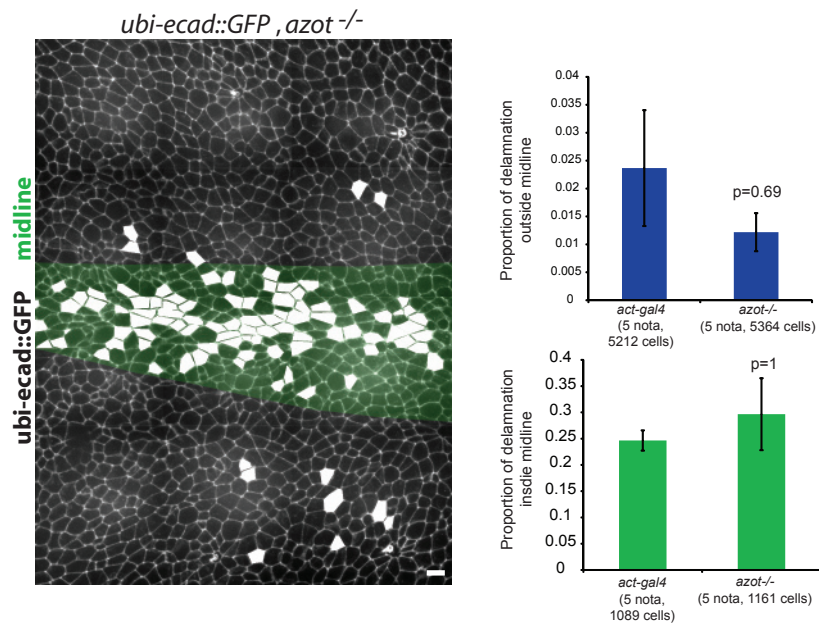 ubi-ecad::GFP , azot -/-
ubi-ecad::GFP midline
Proportion of delamnation
outside midline
0.04
0.035
0.03
0.025
0.02
0.015
0.01
0.005
0
p=0.69
act-gal4
(5 nota,
5212 cells)
azot-/-
(5 nota, 5364 cells)
Proportion of delamnation
insdie midline
0.4
0.35
0.3
0.25
0.2
0.15
0.1
0.05
0
p=1
act-gal4
(5 nota,
1089 cells)
azot-/-
(5 nota, 1161 cells)